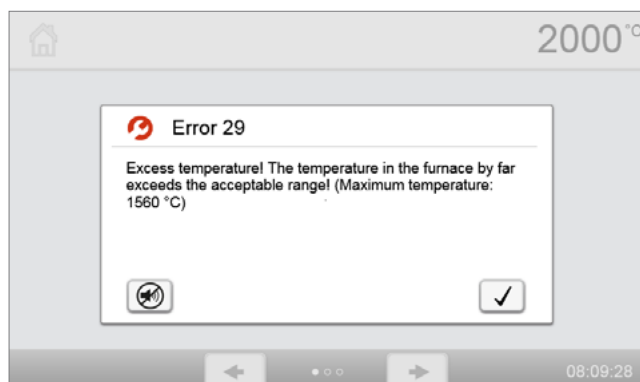 2000°C
Error 29
Excess temperature! The temperature in the furnace by far
exceeds the acceptable range! (Maximum temperature:
1560 °C)
08:09:28